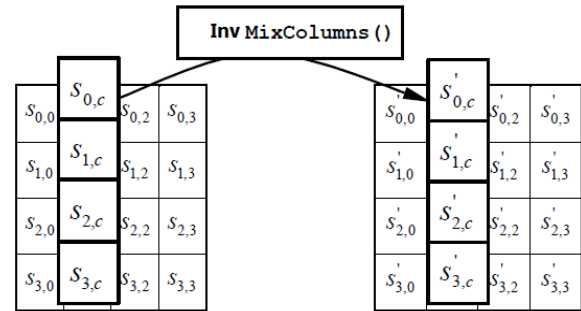 Inv MixColumns()
S0,c S'0,c
S0,0 S0,2 S0,3 S'0,0 S'0,2 S'0,3
S1,c S'1,c
S1,0 S1,2 S1,3 S'1,0 S'1,2 S'1,3
S2,c S'2,c
S2,0 S2,2 S2,3 S'2,0 S'2,2 S'2,3
S3,c S'3,c
S3,0 S3,2 S3,3 S'3,0 S'3,2 S'3,3